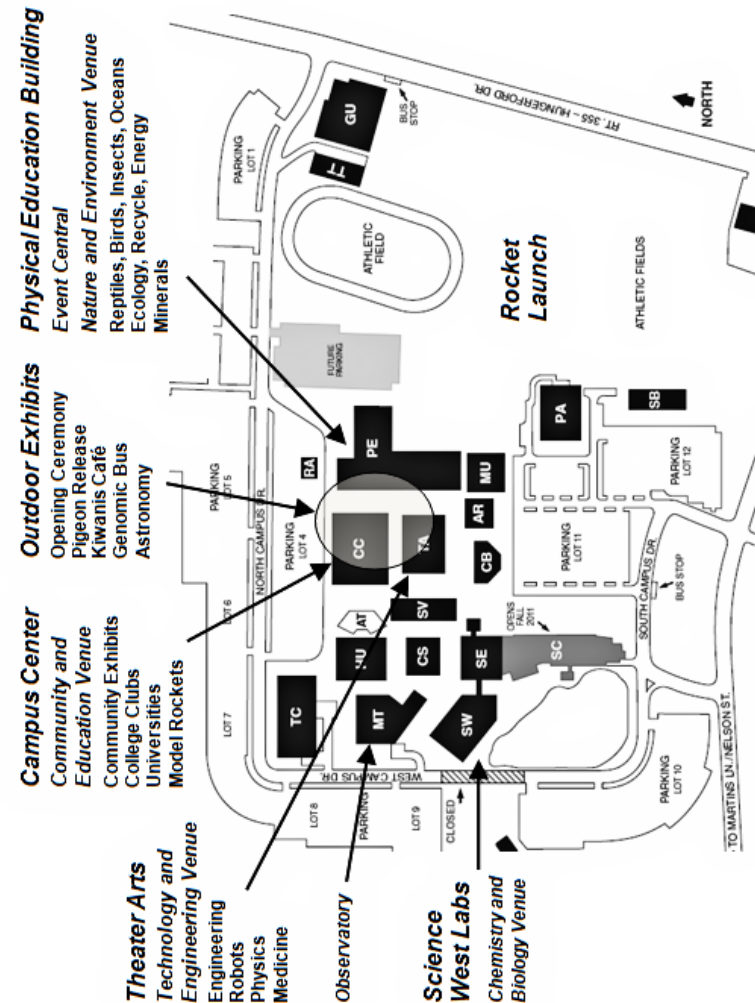 Physical Education Building
Event Central
Nature and Environment Venue
Reptiles, Birds, Insects, Oceans
Ecology, Recycle, Energy
Minerals
Outdoor Exhibits
Opening Ceremony
Pigeon Release
Kiwanis Café
Genomic Bus
Astronomy
Campus Center
Community and
Education Venue
Community Exhibits
College Clubs
Universities
Model Rockets
Theater Arts
Technology and
Engineering Venue
Engineering
Robots
Physics
Medicine
Observatory
Science
West Labs
Chemistry and
Biology Venue
Rocket
Launch
NORTH
RT. 355 – HUNGERFORD DR.
BUS
STOP
GU
TT
PARKING
LOT 1
ATHLETIC
FIELD
ATHLETIC FIELDS
FUTURE
PARKING
PE
RA
CC
TA
MU
AR
CB
PA
SB
PARKING
LOT 12
PARKING
LOT 11
PARKING
LOT 5
NORTH CAMPUS DR.
PARKING
LOT 4
LOT 6
LOT 7
AT
SV
HU
CS
SE
SC
OPENS
FALL
2011
SOUTH CAMPUS DR.
BUS STOP
TC
MT
SW
WEST CAMPUS DR.
LOT 8
PARKING
LOT 9
CLOSED
PARKING
LOT 10
TO MARTINS LN./NELSON ST.